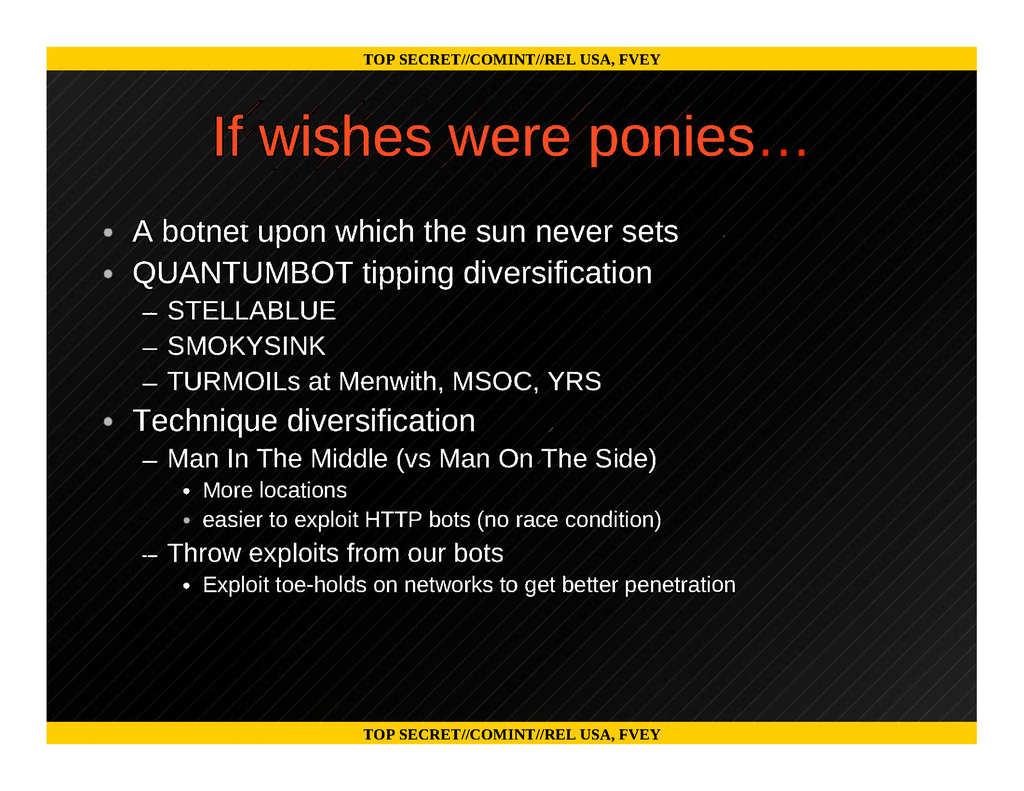 TOP SECRET//COMINT//REL USA, FVEY
If wishes were ponies…
• A botnet upon which the sun never sets
• QUANTUMBOT tipping diversification
– STELLABLUE
– SMOKYSINK
– TURMOILs at Menwith, MSOC, YRS
• Technique diversification
– Man In The Middle (vs Man On The Side)
• More locations
• easier to exploit HTTP bots (no race condition)
– Throw exploits from our bots
• Exploit toe-holds on networks to get better penetration
TOP SECRET//COMINT//REL USA, FVEY